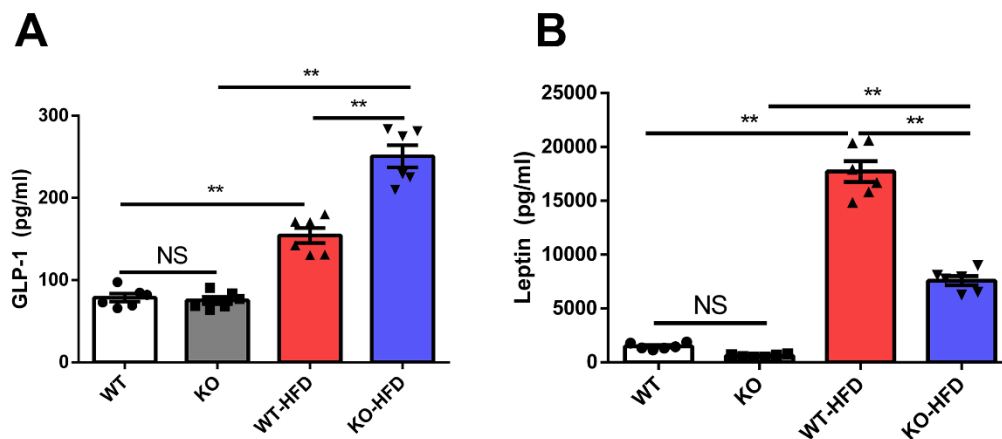 A
**
**
**
NS
300
200
100
0
GLP-1 (pg/ml)
WT
KO
WT-HFD
KO-HFD
B
**
**
**
NS
25000
20000
15000
10000
5000
0
Leptin (pg/ml)
WT
KO
WT-HFD
KO-HFD